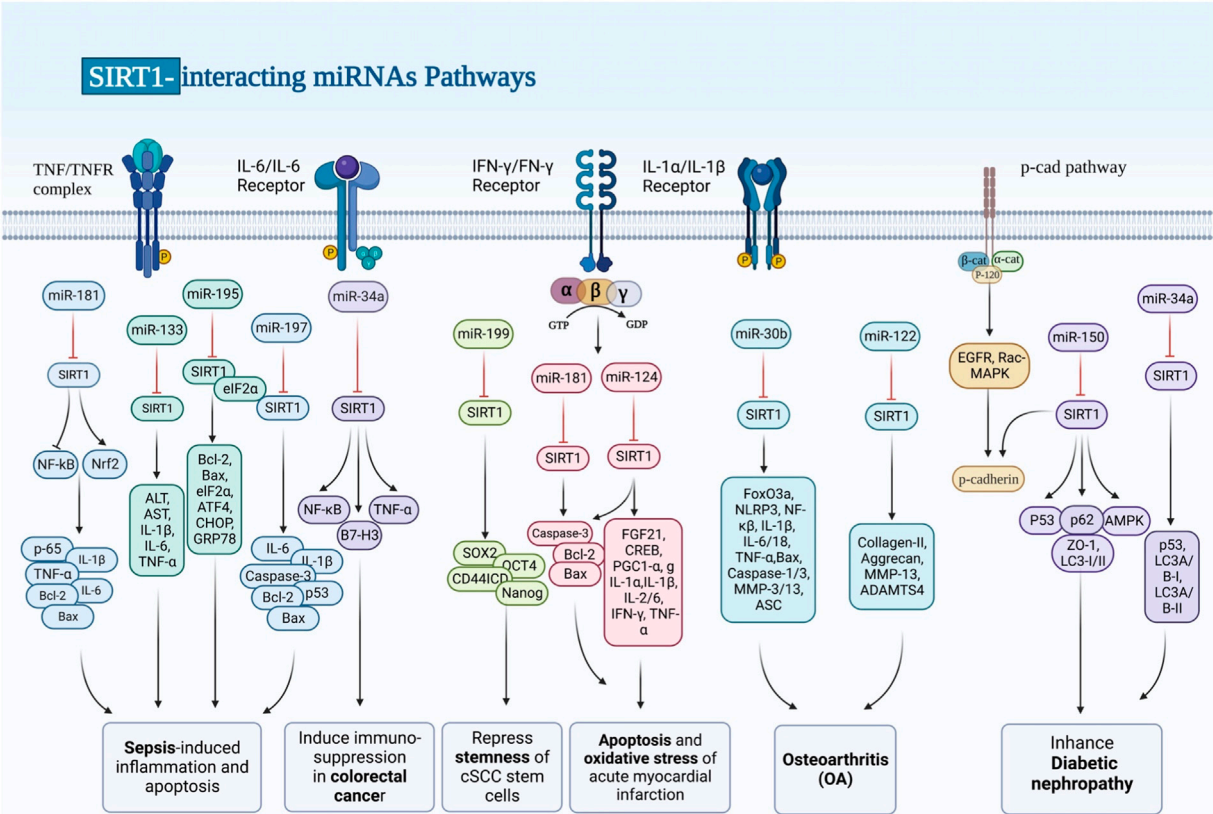 SIRT1- interacting miRNAs Pathways
TNF/TNFR
complex
IL-6/IL-6
Receptor
IFN-γ/FN-γ
Receptor
IL-1α/IL-1β
Receptor
p-cad pathway
P
P
α
β
γ
P
P
β-cat
α-cat
P-120
α
β
γ
GTP
GDP
miR-181
SIRT1
NF-kB
Nrf2
p-65
IL-1β
TNF-α
IL-6
Bcl-2
Bax
miR-133
SIRT1
ALT,
AST,
IL-1β,
IL-6,
TNF-α
miR-195
SIRT1
eIF2α
Bcl-2,
Bax,
eIF2α,
ATF4,
CHOP,
GRP78
miR-197
SIRT1
IL-6
IL-1β
Caspase-3
p53
Bcl-2
Bax
miR-34a
SIRT1
NF-κB
TNF-α
B7-H3
miR-199
SIRT1
SOX2
OCT4
CD44ICD
Nanog
miR-181
SIRT1
Caspase-3
Bcl-2
Bax
miR-124
SIRT1
FGF21,
CREB,
PGC1-α, g
IL-1α,IL-1β,
IL-2/6,
IFN-γ, TNF-
α
miR-30b
SIRT1
FoxO3a,
NLRP3, NF-
κβ, IL-1β,
IL-6/18,
TNF-α,Bax,
Caspase-1/3,
MMP-3/13,
ASC
miR-122
SIRT1
Collagen-II,
Aggrecan,
MMP-13,
ADAMTS4
EGFR, Rac-
MAPK
p-cadherin
miR-150
SIRT1
P53
p62
AMPK
ZO-1,
LC3-I/II
miR-34a
SIRT1
p53,
LC3A/
B-I,
LC3A/
B-II
Sepsis-induced
inflammation and
apoptosis
Induce immuno-
suppression
in colorectal
cancer
Repress
stemness of
cSCC stem
cells
Apoptosis and
oxidative stress of
acute myocardial
infarction
Osteoarthritis
(OA)
Inhance
Diabetic
nephropathy